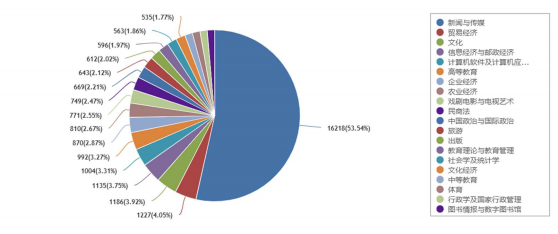 535(1.77%)
563(1.86%)
596(1.97%)
612(2.02%)
643(2.12%)
669(2.21%)
749(2.47%)
771(2.55%)
810(2.67%)
870(2.87%)
992(3.27%)
1004(3.31%)
1135(3.75%)
1186(3.92%)
1227(4.05%)
16218(53.54%)
新闻与传媒
贸易经济
文化
信息经济与邮政经济
计算机软件及计算机应...
高等教育
企业经济
农业经济
戏剧电影与电视艺术
民商法
中国政治与国际政治
旅游
出版
教育理论与教育管理
社会学及统计学
文化经济
中等教育
体育
行政学及国家行政管理
图书情报与数字图书馆